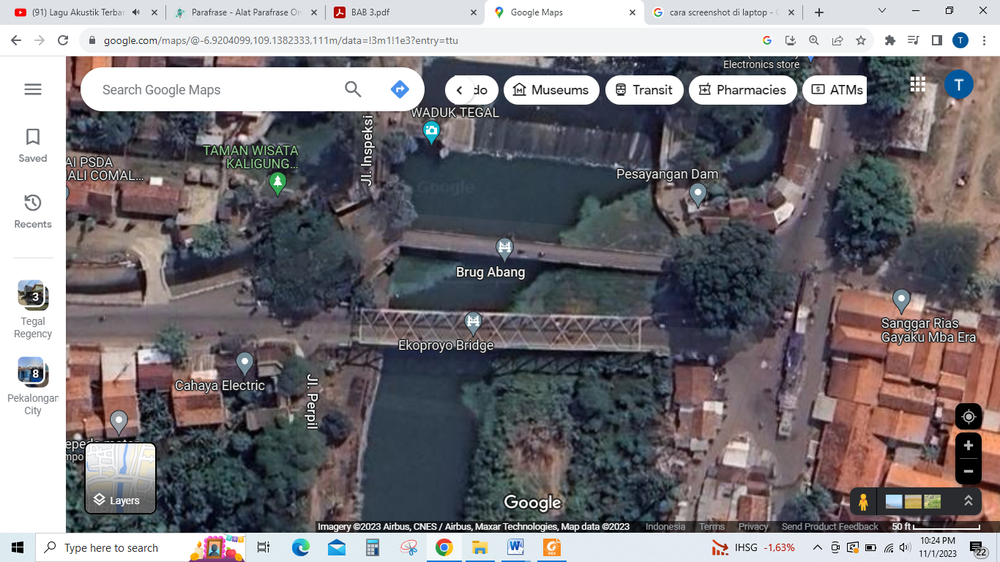 (91) Lagu Akustik Terba
Parafrase - Alat Parafrase On
BAB 3.pdf
Google Maps
cara screenshot di laptop - G
google.com/maps/@-6.9204099,109.1382333,111m/data=!3m1!1e3?entry=ttu
T
Electronics store
Search Google Maps
do
Museums
Transit
Pharmacies
ATMs
T
Saved
Recents
3
Tegal
Regency
8
Pekalongan
City
WADUK TEGAL
Jl. Inspeksi
TAMAN WISATA
KALIGUNG...
AI PSDA
ALI COMAL...
Google
Pesayangan Dam
Brug Abang
Ekoproyo Bridge
Sanggar Rias
Gayaku Mba Era
Cahaya Electric
Jl. Perpil
epeda motor
mpo
Layers
Google
Imagery ©2023 Airbus, CNES / Airbus, Maxar Technologies, Map data ©2023
Indonesia
Terms
Privacy
Send Product Feedback
50 ft
Type here to search
IHSG -1,63%
10:24 PM
11/1/2023
22